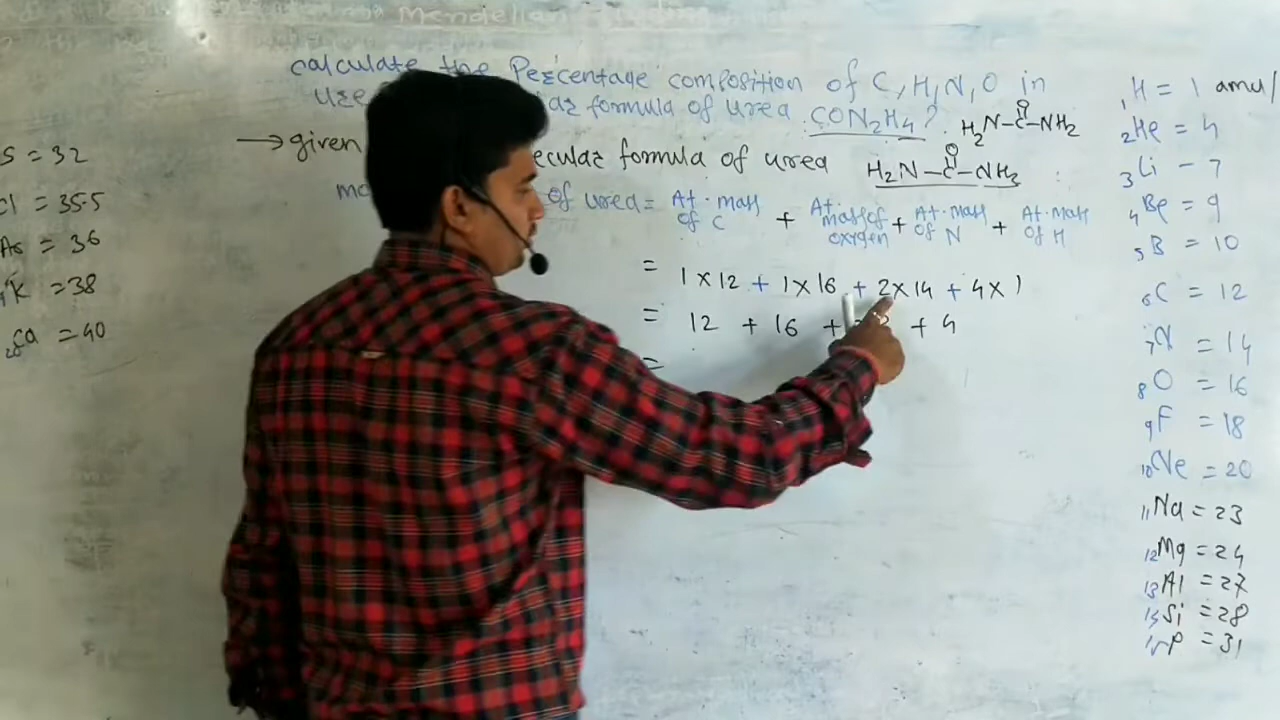 Mendelian
calculate the Percentage composition of C, H, N, O in
formula of urea CON2H4? H2N-C-NH2
O
→ given formula of urea H2N-C-NH2
O
of urea = At. mass of C + At. mass of oxygen + At. mass of N + At. mass of H
= 1×12 + 1×16 + 2×14 + 4×1
= 12 + 16 + + 4
=
1H = 1 amu/
2He = 4
3Li - 7
4Be = 9
5B = 10
6C = 12
7N = 14
8O = 16
9F = 18
10Ne = 20
11Na = 23
12Mg = 24
13Al = 27
14Si = 28
15P = 31
S = 32
Cl = 35.5
Ar = 36
K = 38
20Ca = 40